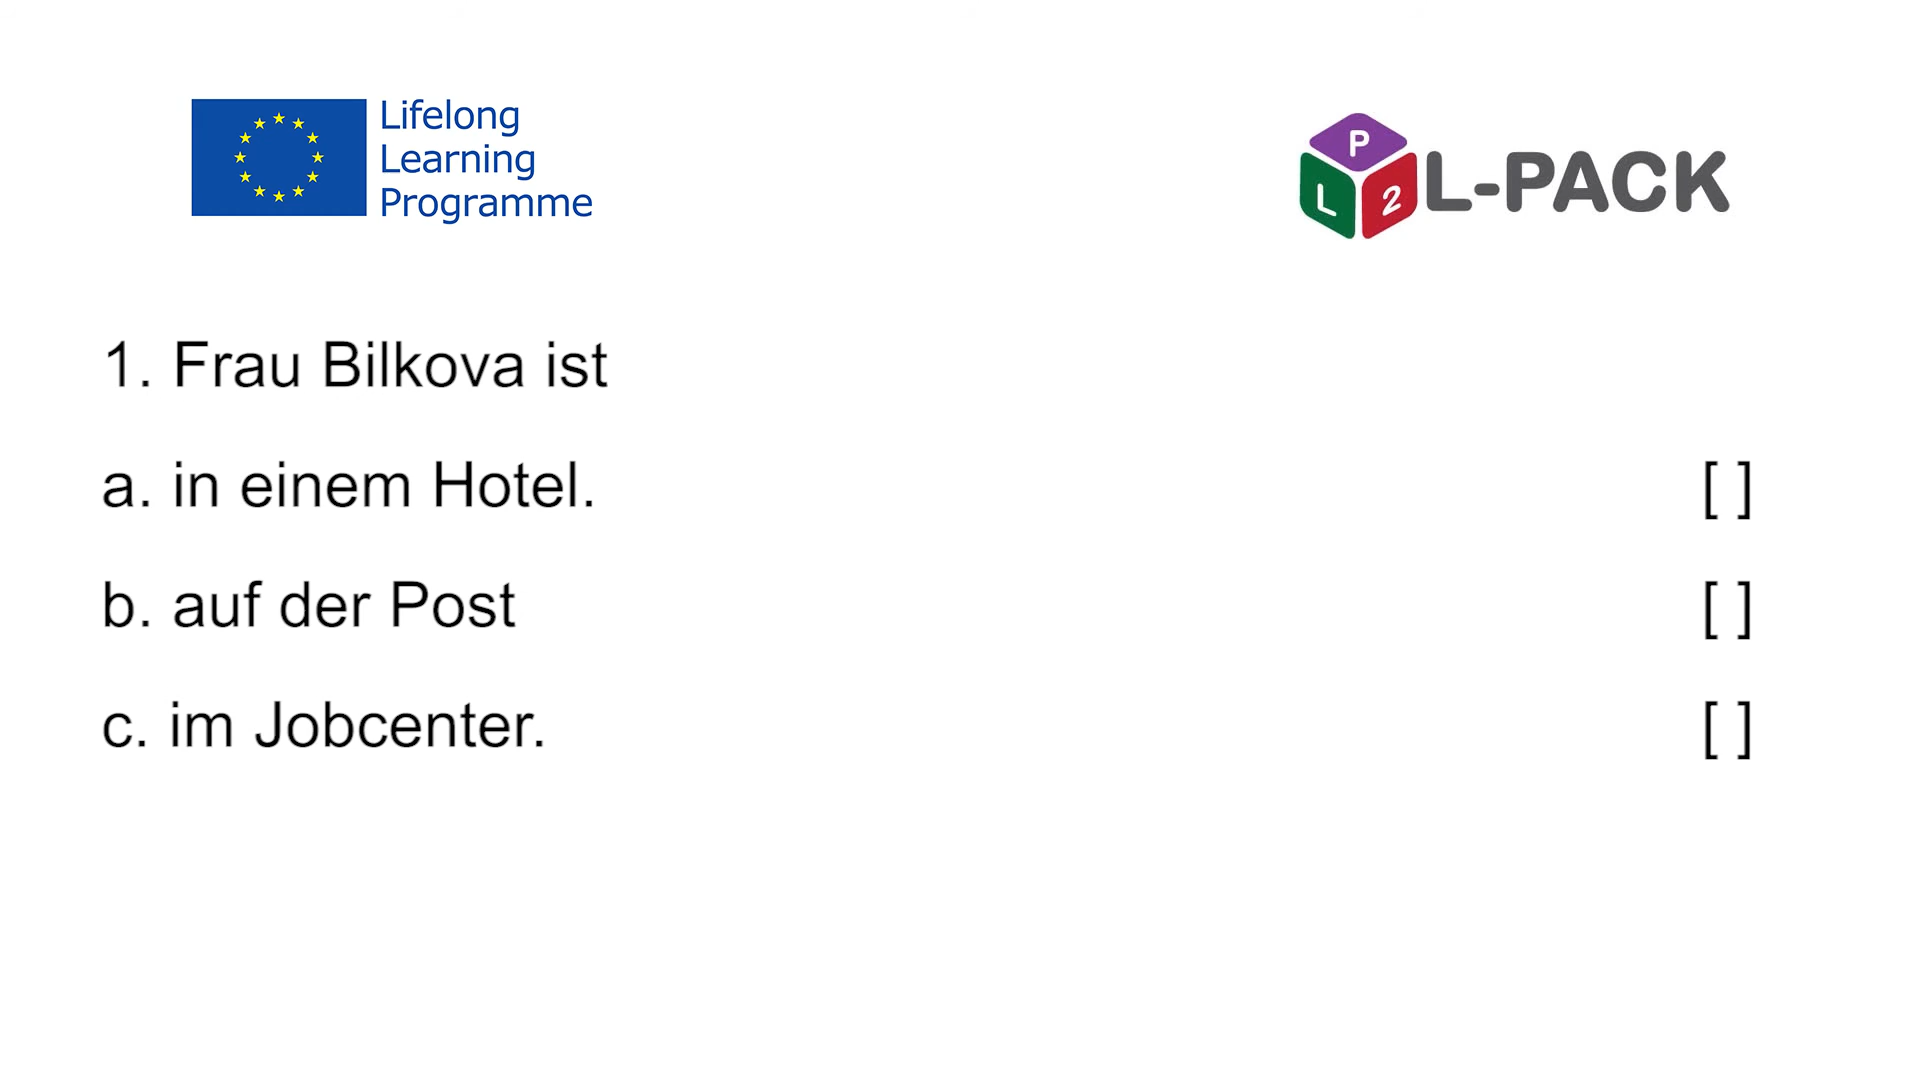 Lifelong
Learning
Programme
P
L
2
L-PACK
1. Frau Bilkova ist
a. in einem Hotel. [ ]
b. auf der Post [ ]
c. im Jobcenter. [ ]